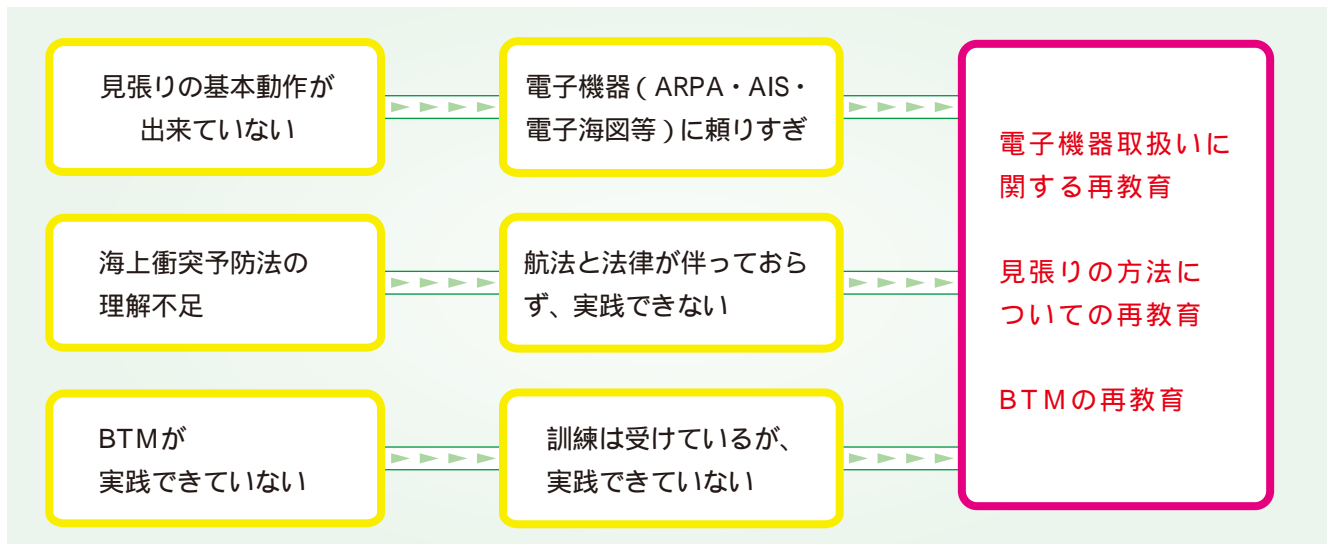 見張りの基本動作が
出来ていない
電子機器(ARPA・AIS・
電子海図等)に頼りすぎ
海上衝突予防法の
理解不足
航法と法律が伴っておら
ず、実践できない
BTMが
実践できていない
訓練は受けているが、
実践できていない
電子機器取扱いに
関する再教育
見張りの方法に
ついての再教育
BTMの再教育